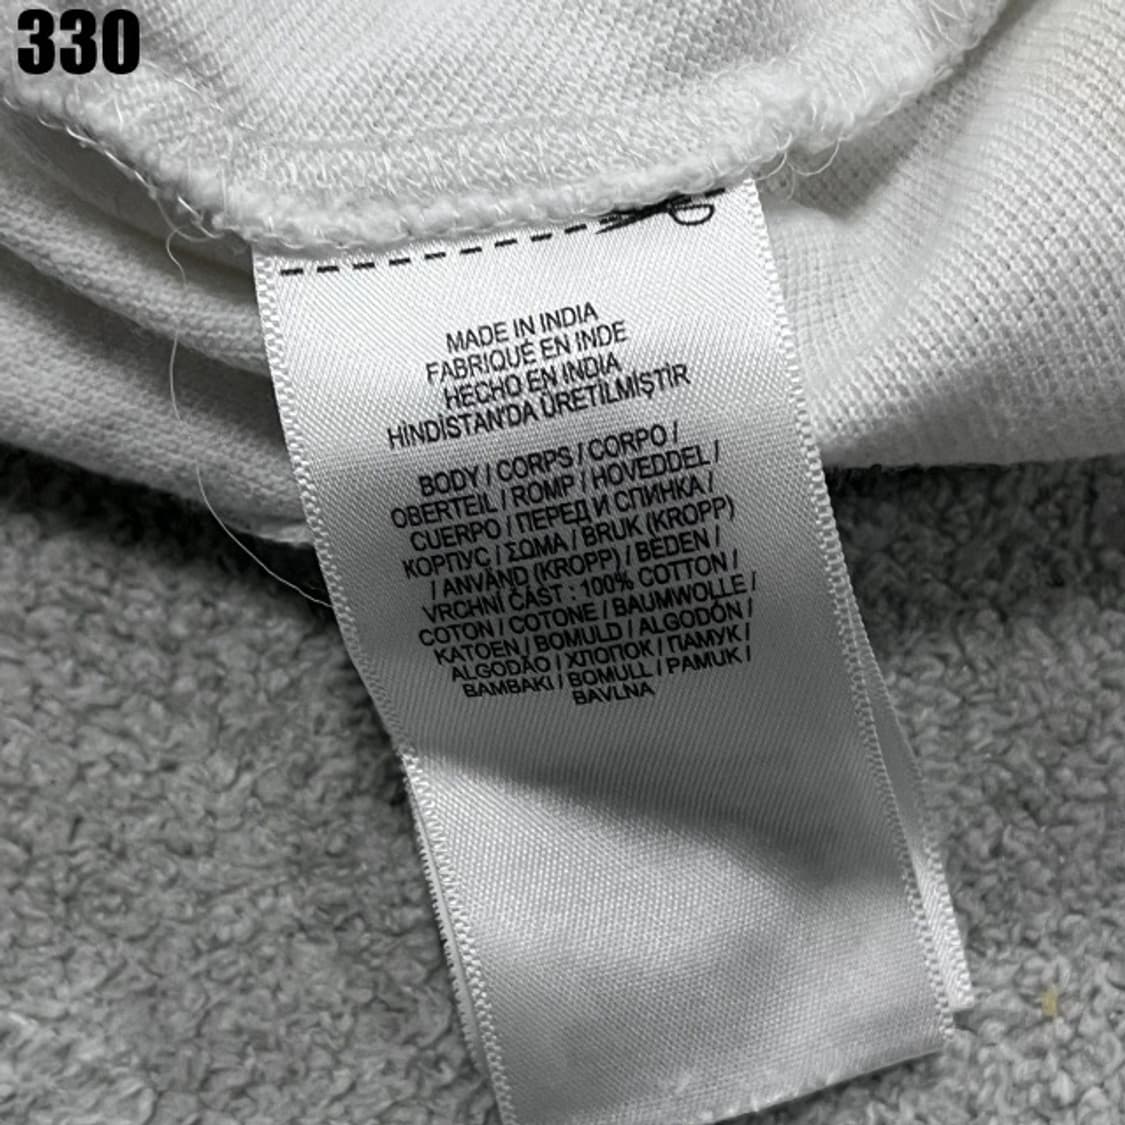 330
MADE IN INDIA
FABRIQUÉ EN INDE
HECHO EN INDIA
HİNDİSTAN'DA ÜRETİLMİŞTİR
BODY / CORPS / CORPO /
OBERTEIL / ROMP / HOVEDDEL /
CUERPO / ПЕРЕД И СПИНКА /
КОРПУС / ΣΩΜΑ / BRUK (KROPP)
/ ANVÄND (KROPP) / BEDEN /
VRCHNÍ ČÁST : 100% COTTON /
COTON / COTONE / BAUMWOLLE /
KATOEN / BOMULD / ALGODÓN /
ALGODÃO / ХЛОПОК / ПАМУК /
BAMBAKI / BOMULL / PAMUK /
BAVLNA